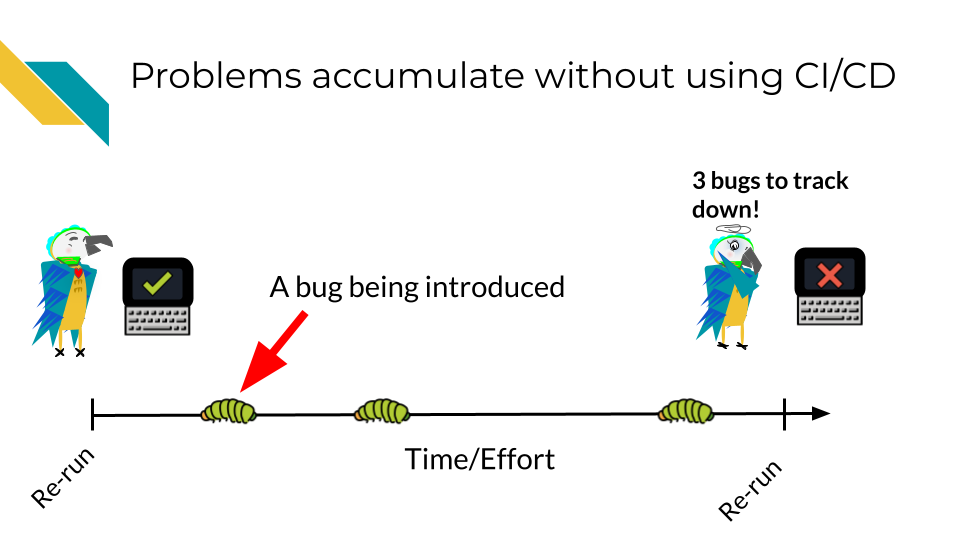 Problems accumulate without using CI/CD
3 bugs to track
down!
A bug being introduced
Time/Effort
Re-run
Re-run